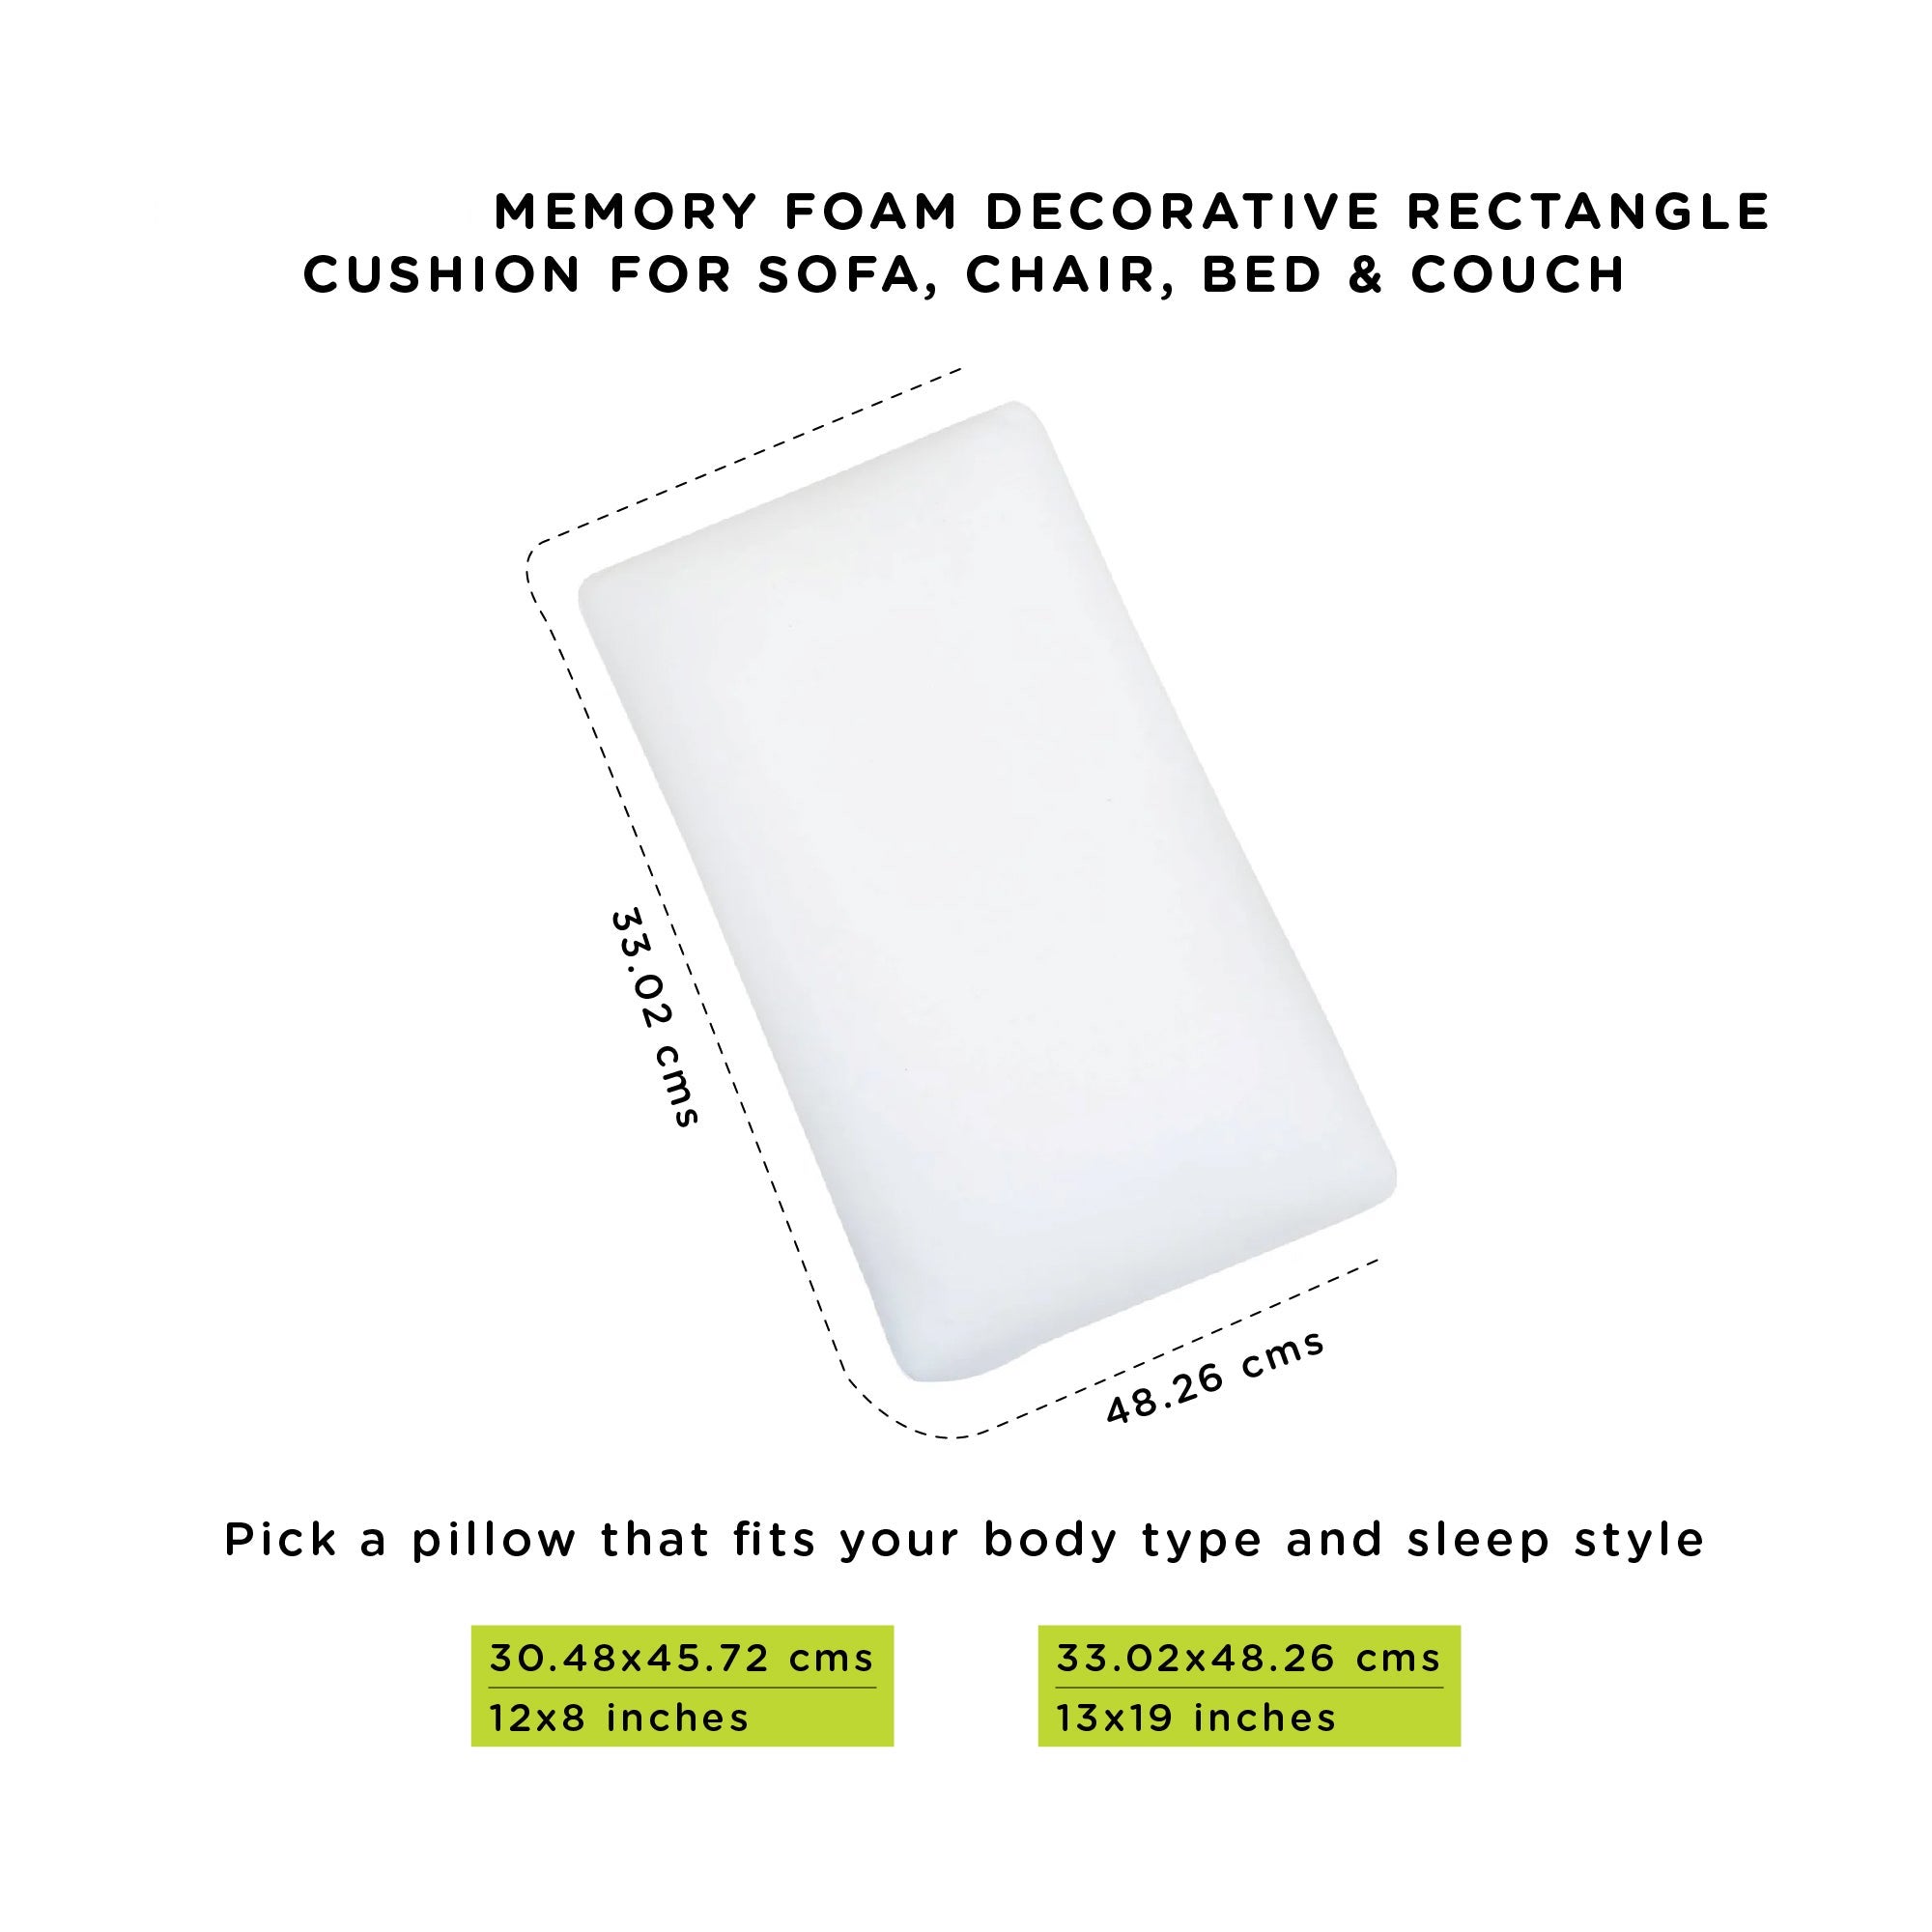 MEMORY FOAM DECORATIVE RECTANGLE
CUSHION FOR SOFA, CHAIR, BED & COUCH
33.02 cms
48.26 cms
Pick a pillow that fits your body type and sleep style
30.48x45.72 cms
12x8 inches
33.02x48.26 cms
13x19 inches